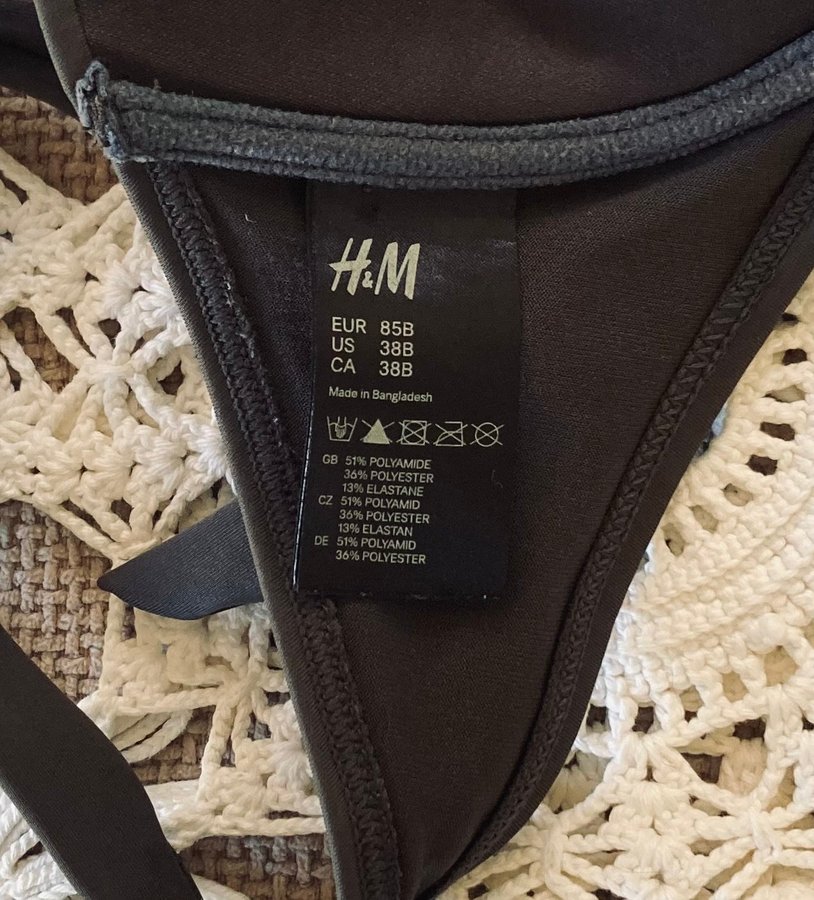 H&M
EUR 85B
US 38B
CA 38B
Made in Bangladesh
GB 51% POLYAMIDE
36% POLYESTER
13% ELASTANE
CZ 51% POLYAMID
36% POLYESTER
13% ELASTAN
DE 51% POLYAMID
36% POLYESTER